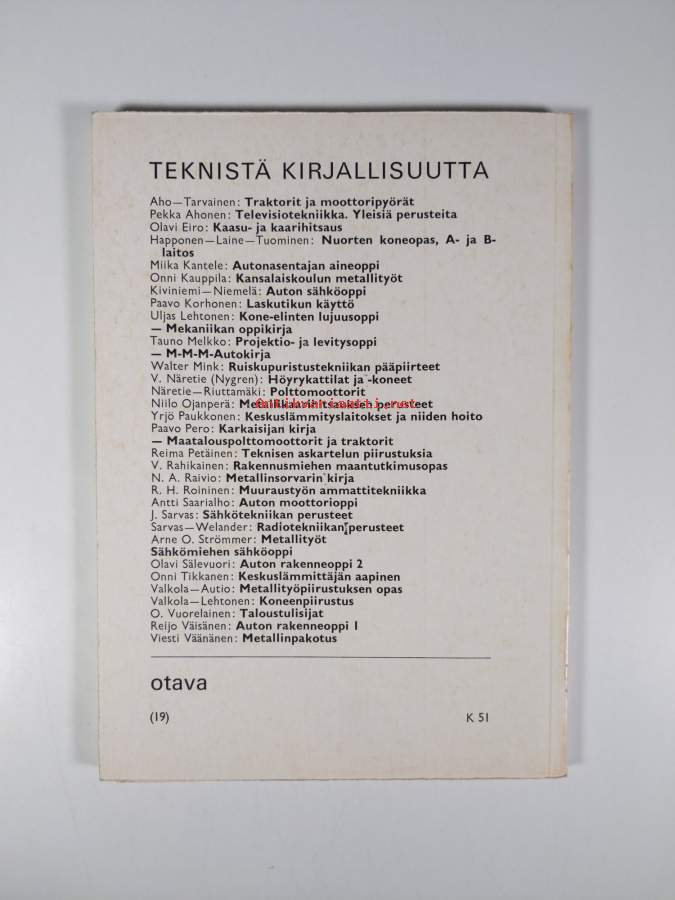 TEKNISTÄ KIRJALLISUUTTA
Aho—Tarvainen: Traktorit ja moottoripyörät
Pekka Ahonen: Televisiotekniikka. Yleisiä perusteita
Olavi Eiro: Kaasu- ja kaarihitsaus
Happonen—Laine—Tuominen: Nuorten koneopas, A- ja B-
laitos
Miika Kantele: Autonasentajan aineoppi
Onni Kauppila: Kansalaiskoulun metallityöt
Kiviniemi—Niemelä: Auton sähköoppi
Paavo Korhonen: Laskutikun käyttö
Uljas Lehtonen: Kone-elinten lujuusoppi
— Mekaniikan oppikirja
Tauno Melkko: Projektio- ja levitysoppi
— M-M-M-Autokirja
Walter Mink: Ruiskupuristustekniikan pääpiirteet
V. Näretie (Nygren): Höyrykattilat ja -koneet
Näretie—Riuttamäki: Polttomoottorit
Niilo Ojanperä: Metallikaarihitsauksen perusteet
Yrjö Paukkonen: Keskuslämmityslaitokset ja niiden hoito
Paavo Pero: Karkaisijan kirja
— Maatalouspolttomoottorit ja traktorit
Reima Petäinen: Teknisen askartelun piirustuksia
V. Rahikainen: Rakennusmiehen maantutkimusopas
N. A. Raivio: Metallinsorvarin kirja
R. H. Roininen: Muuraustyön ammattitekniikka
Antti Saarialho: Auton moottorioppi
J. Sarvas: Sähkötekniikan perusteet
Sarvas—Welander: Radiotekniikan perusteet
Arne O. Strömmer: Metallityöt
Sähkömiehen sähköoppi
Olavi Sälevuori: Auton rakenneoppi 2
Onni Tikkanen: Keskuslämmittäjän aapinen
Valkola—Autio: Metallityöpiirustuksen opas
Valkola—Lehtonen: Koneenpiirustus
O. Vuorelainen: Taloustulisijat
Reijo Väisänen: Auton rakenneoppi 1
Viesti Väänänen: Metallinpakotus
otava
(19) K 51